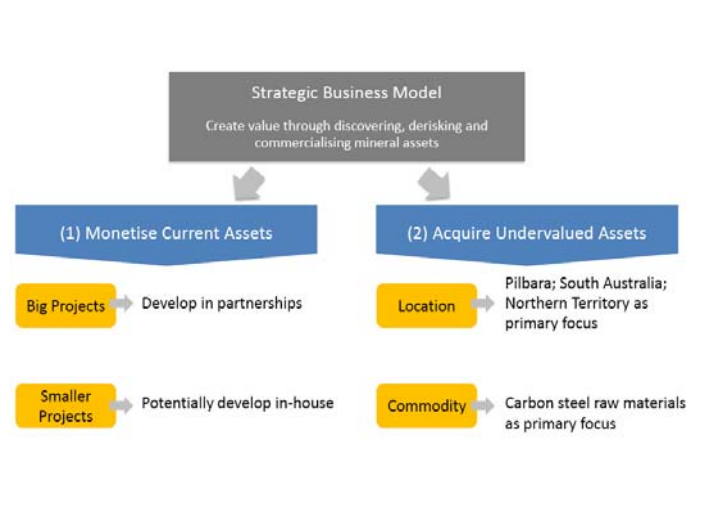 Strategic Business Model
Create value through discovering, derisking and
commercialising mineral assets
(1) Monetise Current Assets
Big Projects
Develop in partnerships
Smaller
Projects
Potentially develop in-house
(2) Acquire Undervalued Assets
Location
Pilbara; South Australia;
Northern Territory as
primary focus
Commodity
Carbon steel raw materials
as primary focus